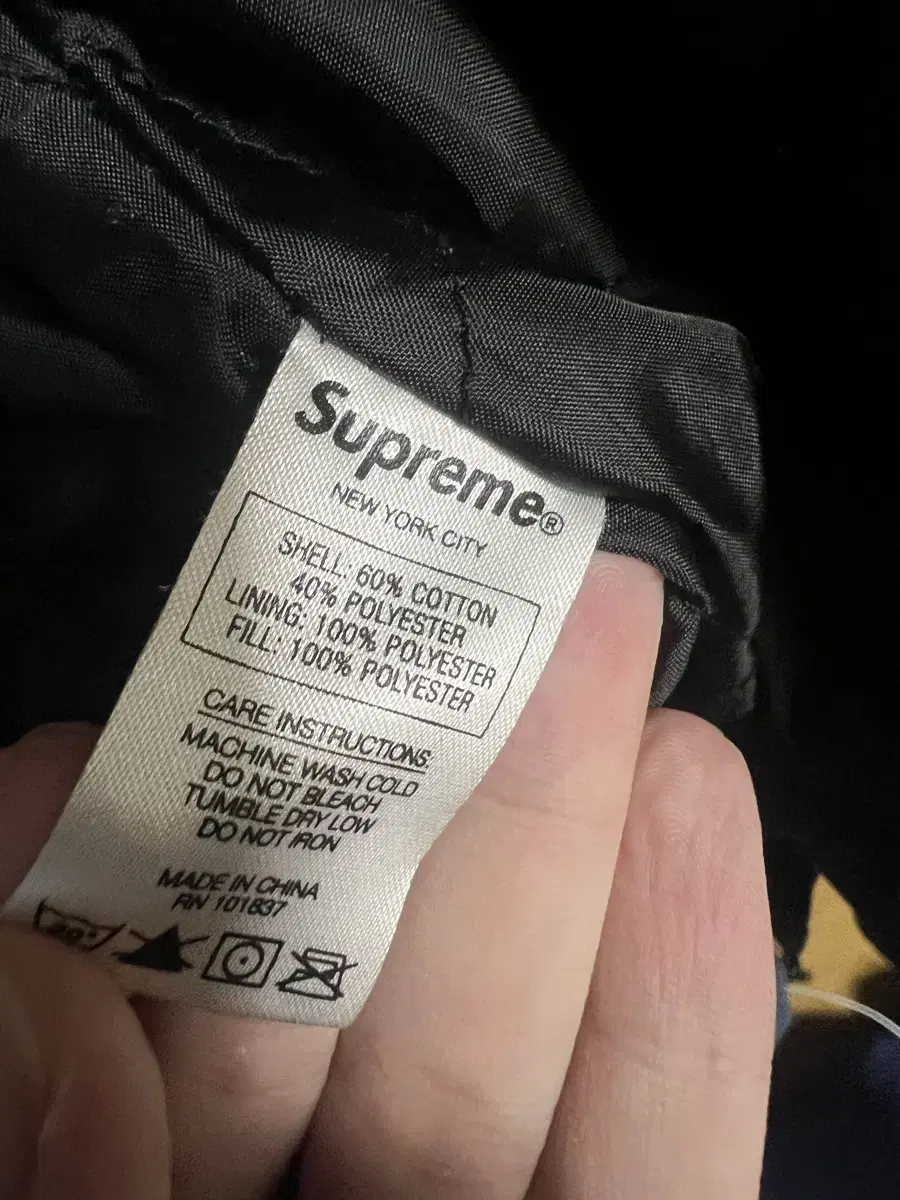 Supreme®
NEW YORK CITY
SHELL: 60% COTTON
40% POLYESTER
LINING: 100% POLYESTER
FILL: 100% POLYESTER
CARE INSTRUCTIONS
MACHINE WASH COLD
DO NOT BLEACH
TUMBLE DRY LOW
DO NOT IRON
MADE IN CHINA
RN 101837